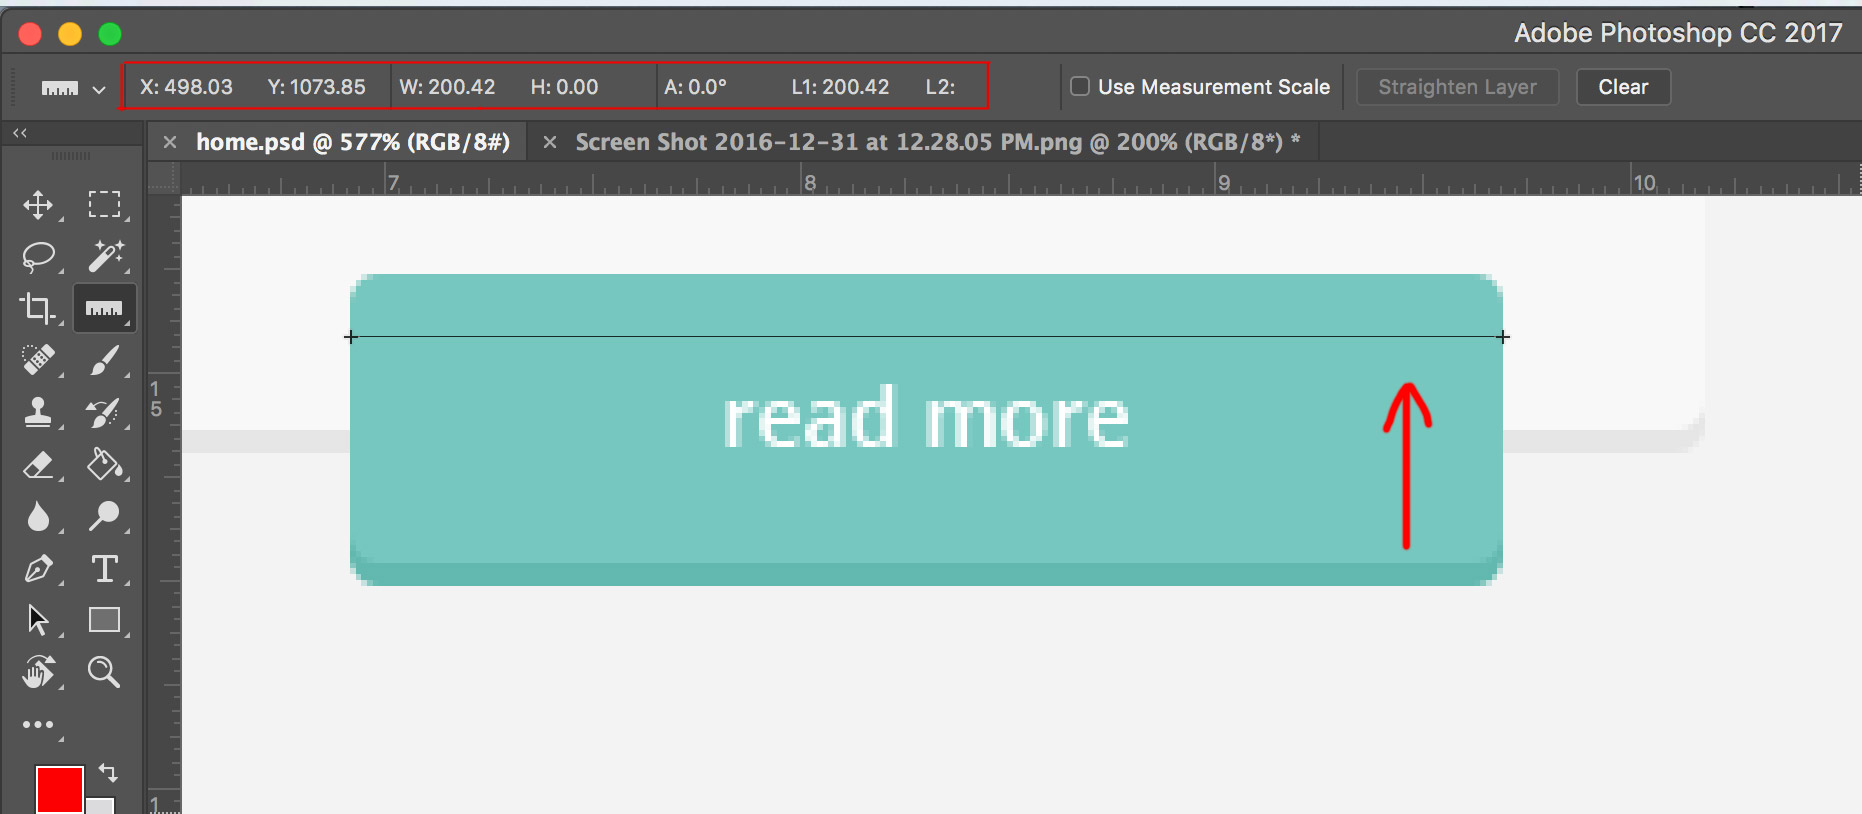 Adobe Photoshop CC 2017
X: 498.03 Y: 1073.85 W: 200.42 H: 0.00 A: 0.0° L1: 200.42 L2: Use Measurement Scale Straighten Layer Clear
home.psd @ 577% (RGB/8#) Screen Shot 2016-12-31 at 12.28.05 PM.png @ 200% (RGB/8*) *
7 8 9 10
1
5
read more
1